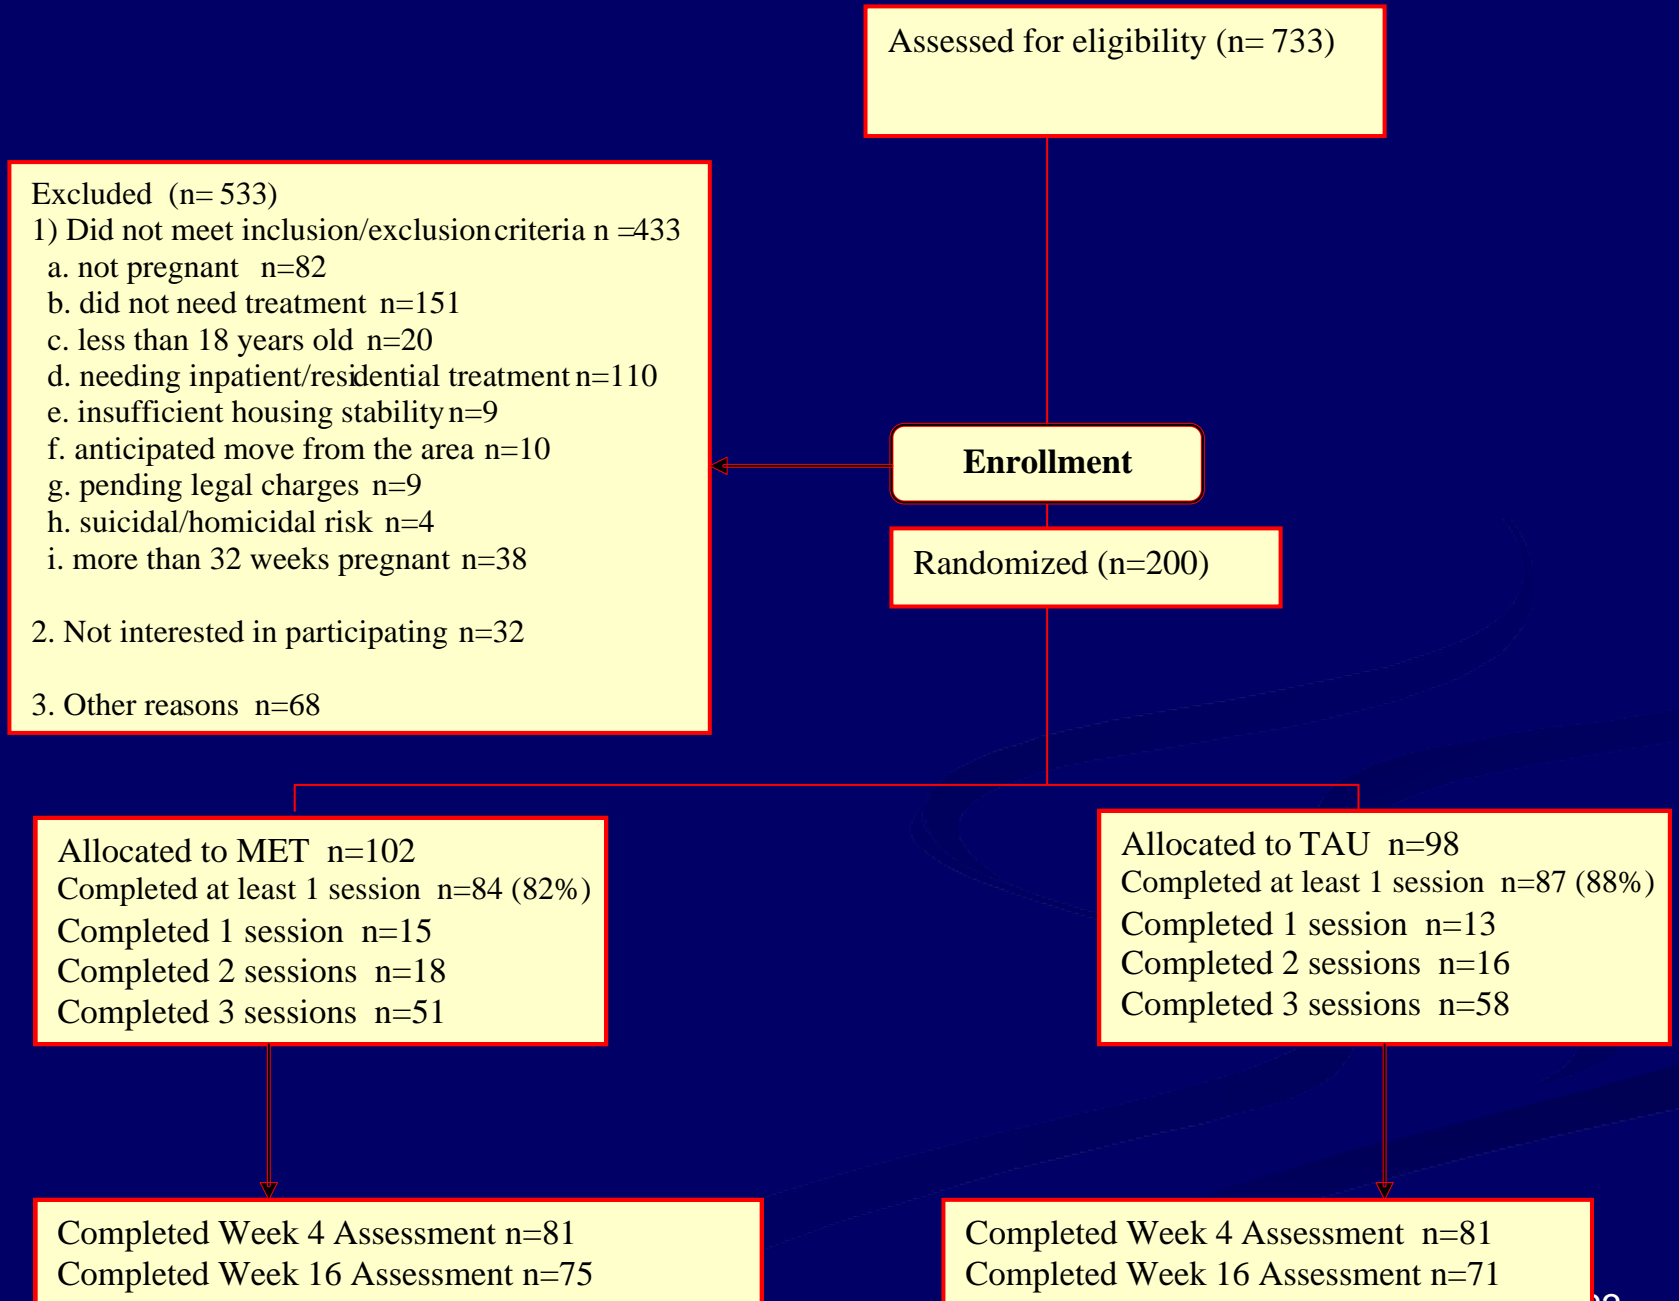 Assessed for eligibility (n= 733)
Excluded (n= 533)
1) Did not meet inclusion/exclusion criteria n =433
a. not pregnant n=82
b. did not need treatment n=151
c. less than 18 years old n=20
d. needing inpatient/residential treatment n=110
e. insufficient housing stability n=9
f. anticipated move from the area n=10
g. pending legal charges n=9
h. suicidal/homicidal risk n=4
i. more than 32 weeks pregnant n=38
2. Not interested in participating n=32
3. Other reasons n=68
Enrollment
Randomized (n=200)
Allocated to MET n=102
Completed at least 1 session n=84 (82%)
Completed 1 session n=15
Completed 2 sessions n=18
Completed 3 sessions n=51
Allocated to TAU n=98
Completed at least 1 session n=87 (88%)
Completed 1 session n=13
Completed 2 sessions n=16
Completed 3 sessions n=58
Completed Week 4 Assessment n=81
Completed Week 16 Assessment n=75
Completed Week 4 Assessment n=81
Completed Week 16 Assessment n=71